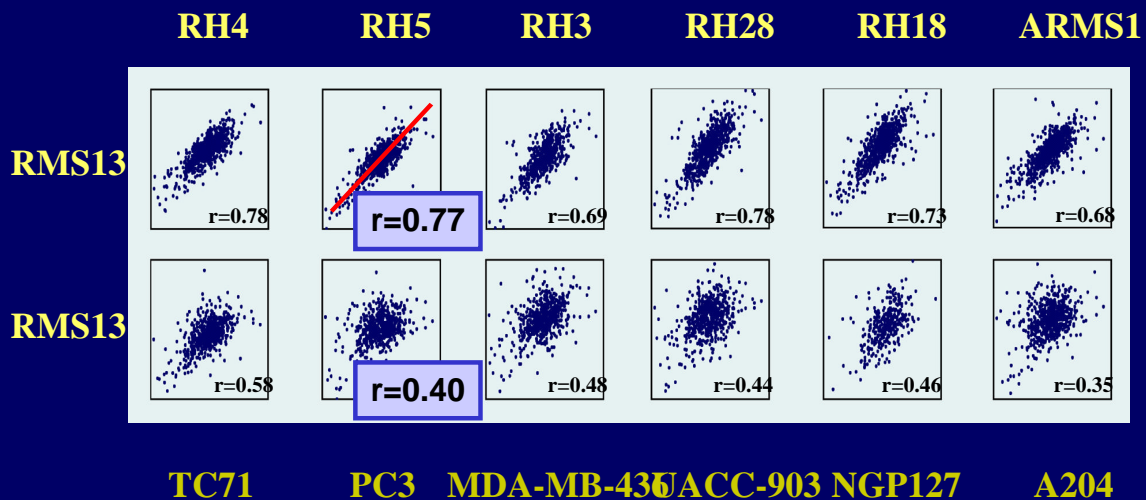 RH4 RH5 RH3 RH28 RH18 ARMS1
RMS13
r=0.78 r=0.77 r=0.69 r=0.78 r=0.73 r=0.68
RMS13
r=0.58 r=0.40 r=0.48 r=0.44 r=0.46 r=0.35
TC71 PC3 MDA-MB-436 UACC-903 NGP127 A204